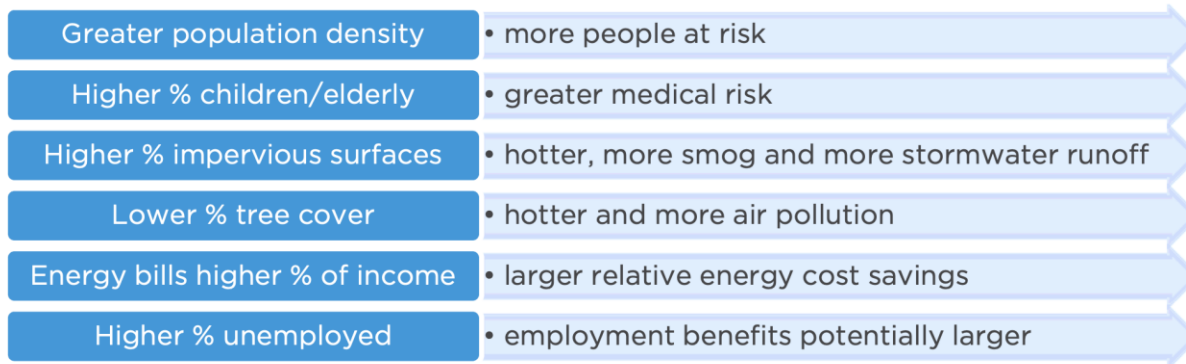 Greater population density • more people at risk
Higher % children/elderly • greater medical risk
Higher % impervious surfaces • hotter, more smog and more stormwater runoff
Lower % tree cover • hotter and more air pollution
Energy bills higher % of income • larger relative energy cost savings
Higher % unemployed • employment benefits potentially larger